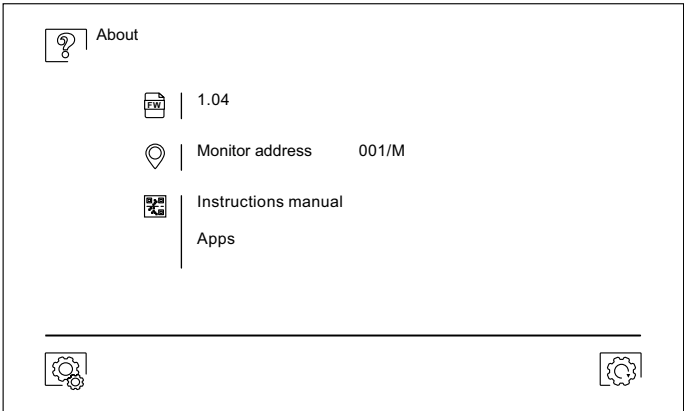 About
FW
1.04
Monitor address 001/M
Instructions manual
Apps